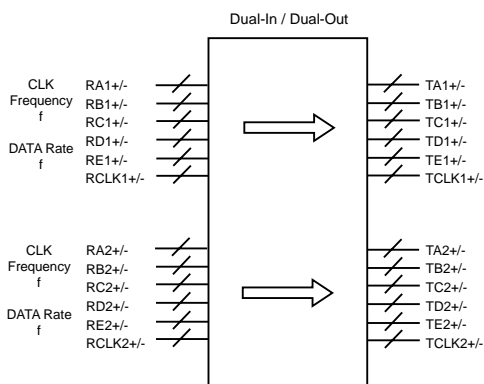 Dual-In / Dual-Out
CLK
Frequency
f
DATA Rate
f
RA1+/-
RB1+/-
RC1+/-
RD1+/-
RE1+/-
RCLK1+/-
TA1+/-
TB1+/-
TC1+/-
TD1+/-
TE1+/-
TCLK1+/-
CLK
Frequency
f
DATA Rate
f
RA2+/-
RB2+/-
RC2+/-
RD2+/-
RE2+/-
RCLK2+/-
TA2+/-
TB2+/-
TC2+/-
TD2+/-
TE2+/-
TCLK2+/-